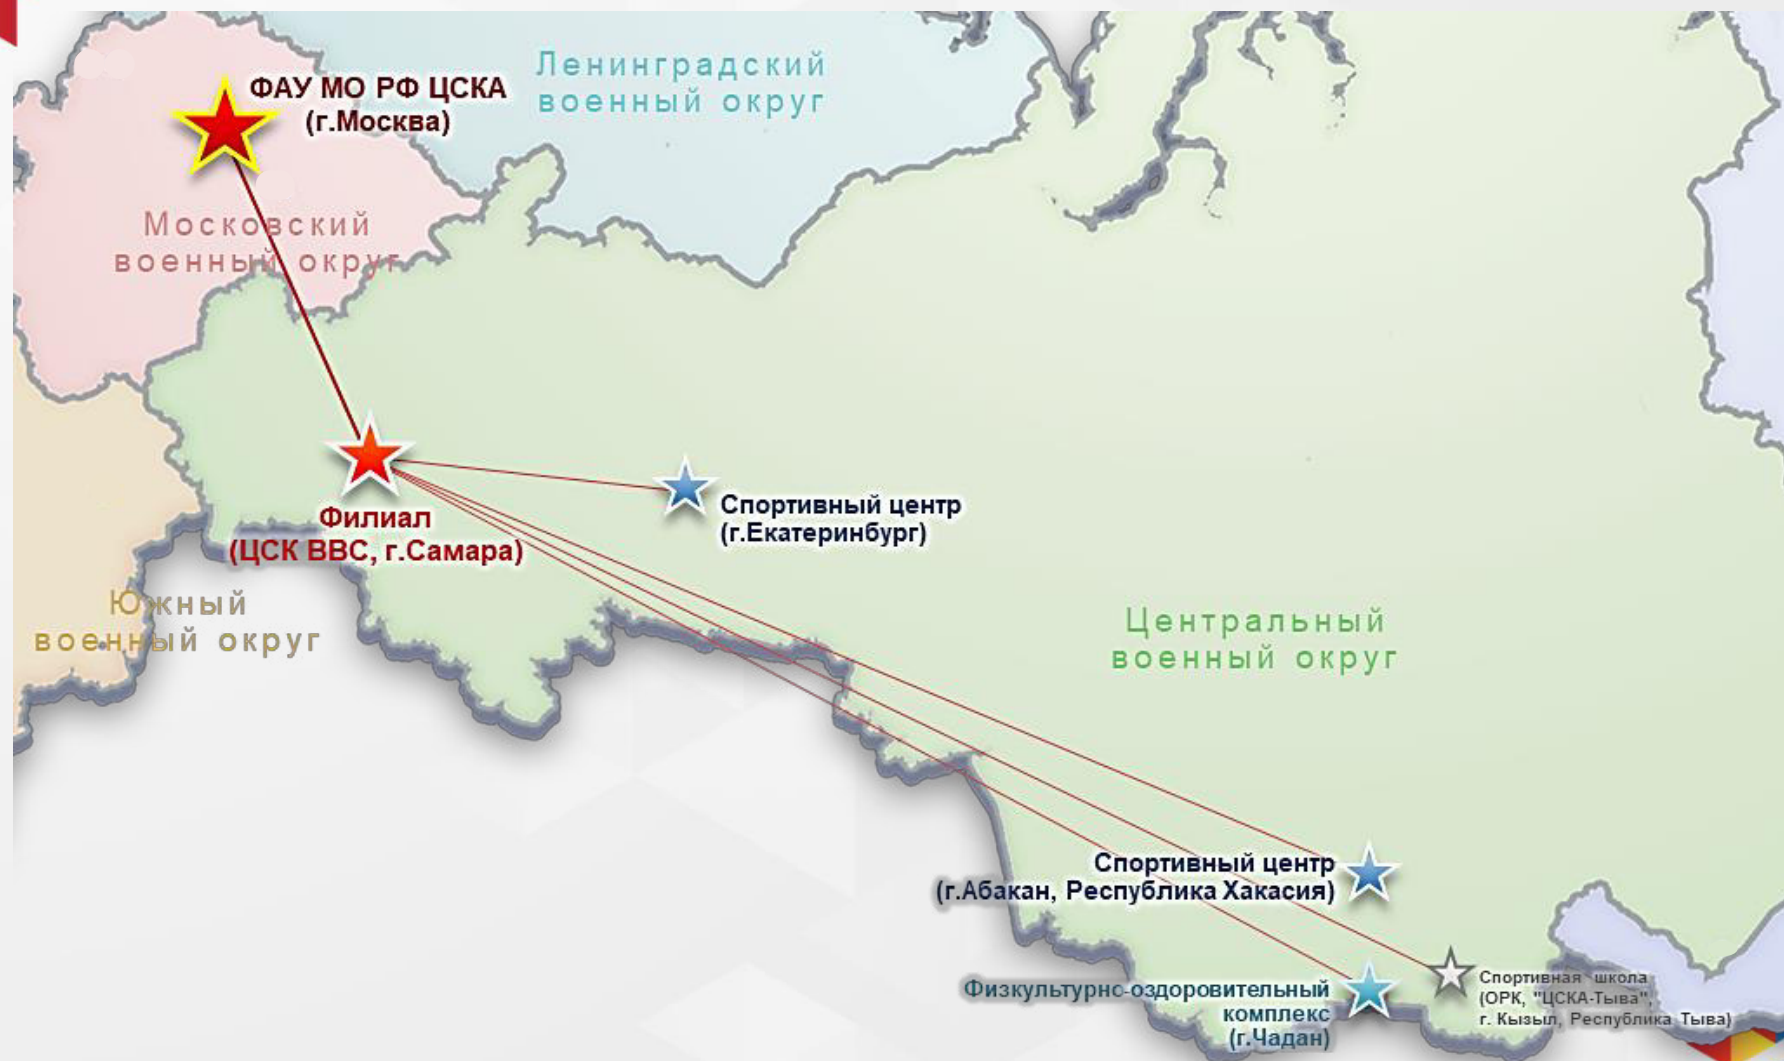 Ленинградский
военный округ
ФАУ МО РФ ЦСКА
(г.Москва)
Московский
военный округ
Филиал
(ЦСК ВВС, г.Самара)
Спортивный центр
(г.Екатеринбург)
Южный
военный округ
Центральный
военный округ
Спортивный центр
(г.Абакан, Республика Хакасия)
Физкультурно-оздоровительный
комплекс
(г.Чадан)
Спортивная школа
(ОРК, "ЦСКА-Тыва",
г. Кызыл, Республика Тыва)